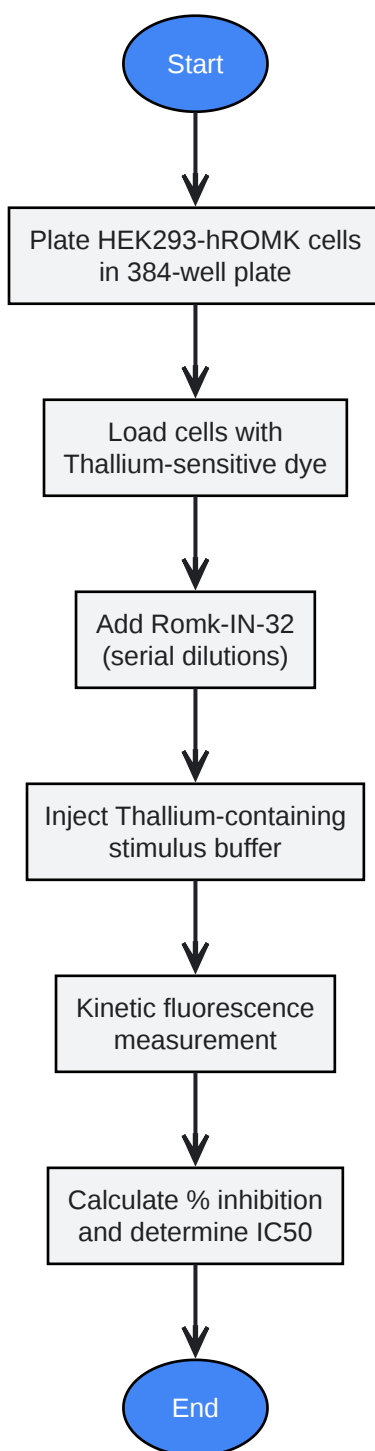 Start
Plate HEK293-hROMK cells
in 384-well plate
Load cells with
Thallium-sensitive dye
Add Romk-IN-32
(serial dilutions)
Inject Thallium-containing
stimulus buffer
Kinetic fluorescence
measurement
Calculate % inhibition
and determine IC50
End